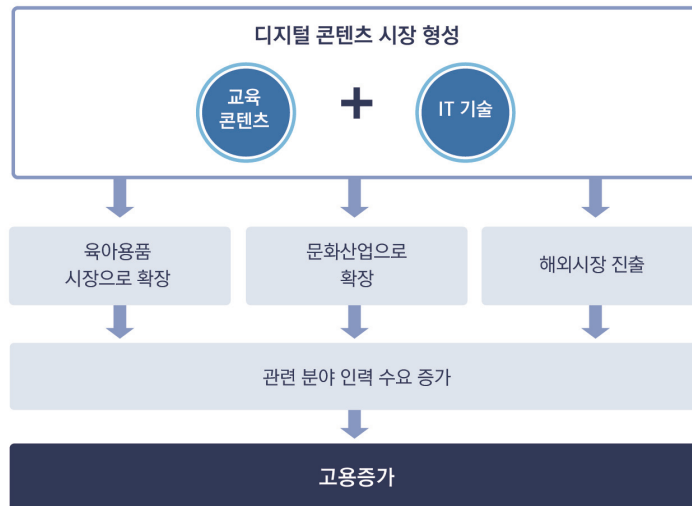 디지털 콘텐츠 시장 형성
교육
콘텐츠
+
IT 기술
육아용품
시장으로 확장
문화산업으로
확장
해외시장 진출
관련 분야 인력 수요 증가
고용증가